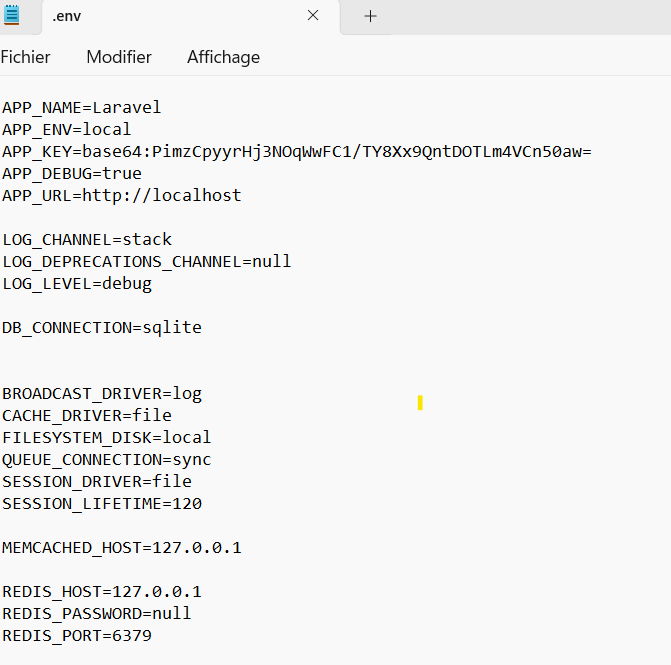 .env
Fichier Modifier Affichage
APP_NAME=Laravel
APP_ENV=local
APP_KEY=base64:PimzCpyyrHj3NOqWwFC1/TY8Xx9QntDOTLm4VCn50aw=
APP_DEBUG=true
APP_URL=http://localhost
LOG_CHANNEL=stack
LOG_DEPRECATIONS_CHANNEL=null
LOG_LEVEL=debug
DB_CONNECTION=sqlite
BROADCAST_DRIVER=log
CACHE_DRIVER=file
FILESYSTEM_DISK=local
QUEUE_CONNECTION=sync
SESSION_DRIVER=file
SESSION_LIFETIME=120
MEMCACHED_HOST=127.0.0.1
REDIS_HOST=127.0.0.1
REDIS_PASSWORD=null
REDIS_PORT=6379